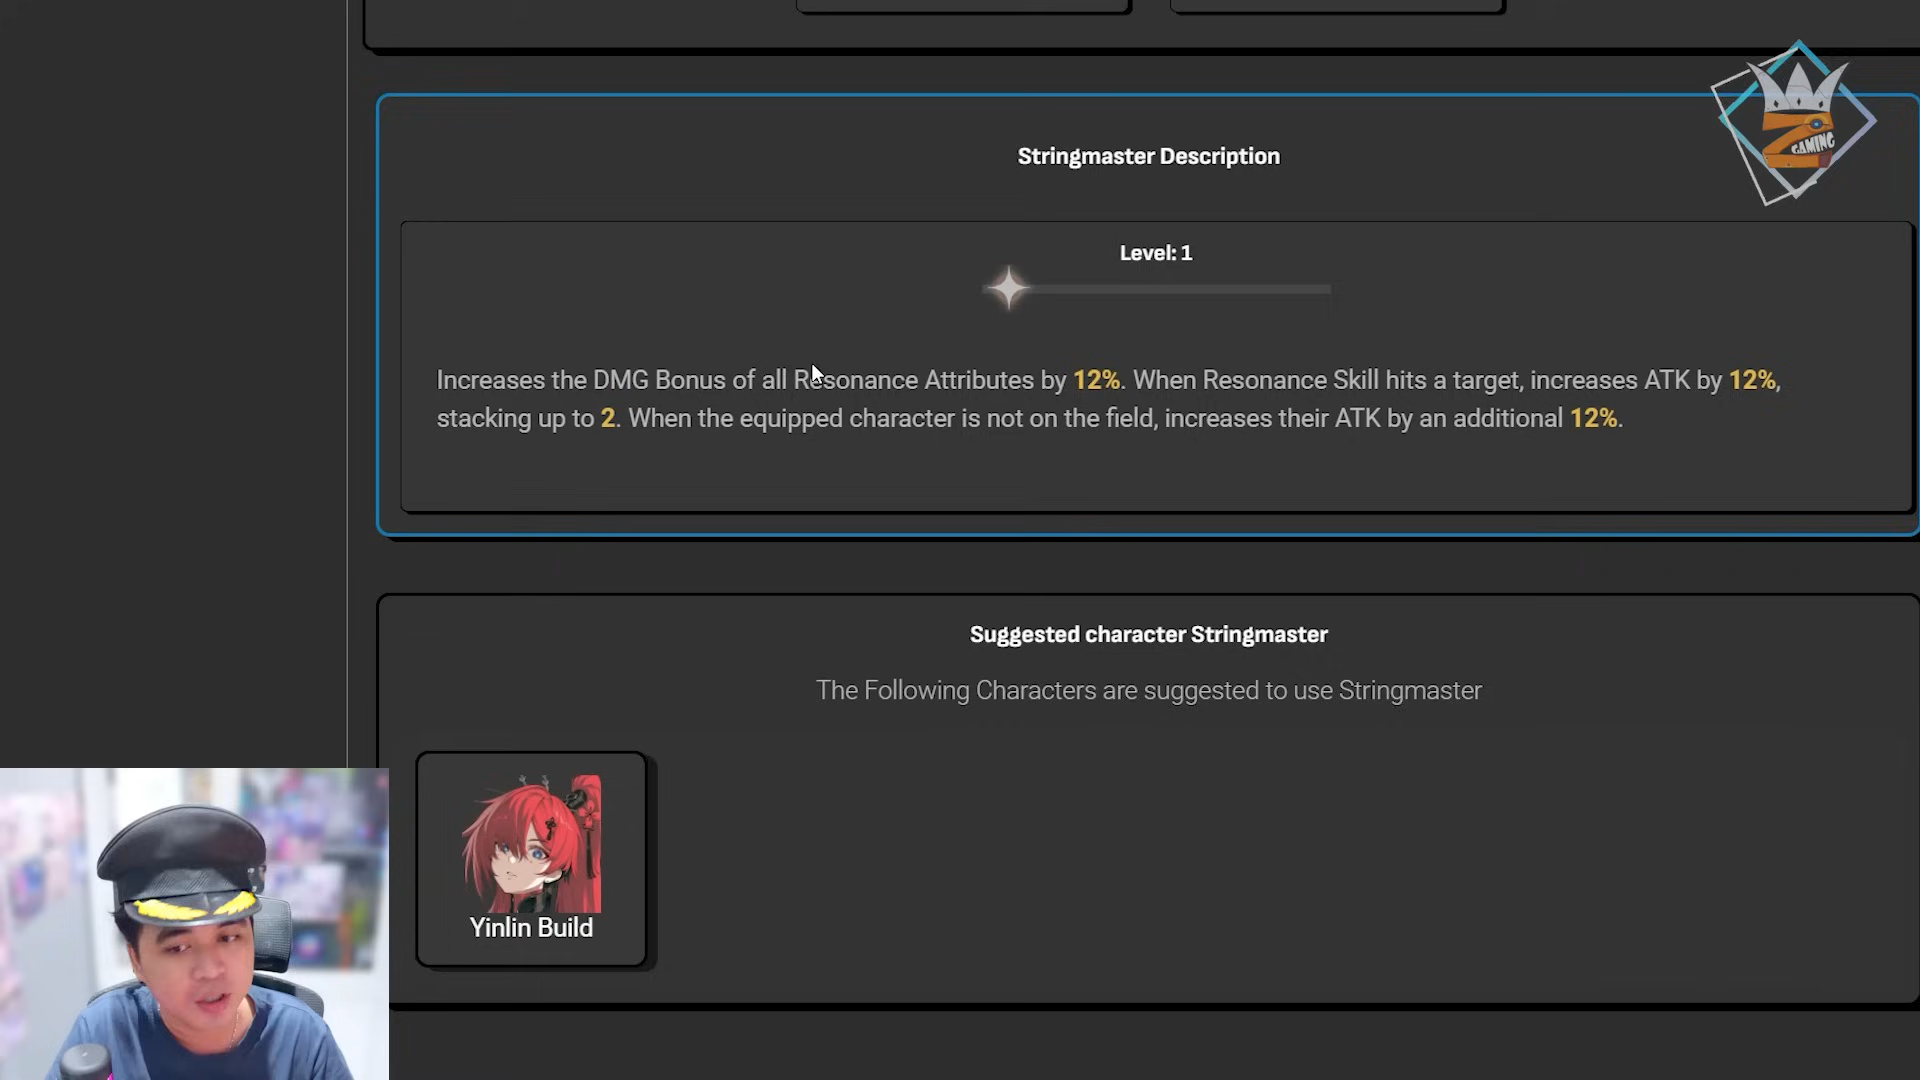 Stringmaster Description
Z
GAMING
Level: 1
Increases the DMG Bonus of all Resonance Attributes by 12%. When Resonance Skill hits a target, increases ATK by 12%,
stacking up to 2. When the equipped character is not on the field, increases their ATK by an additional 12%.
Suggested character Stringmaster
The Following Characters are suggested to use Stringmaster
Yinlin Build